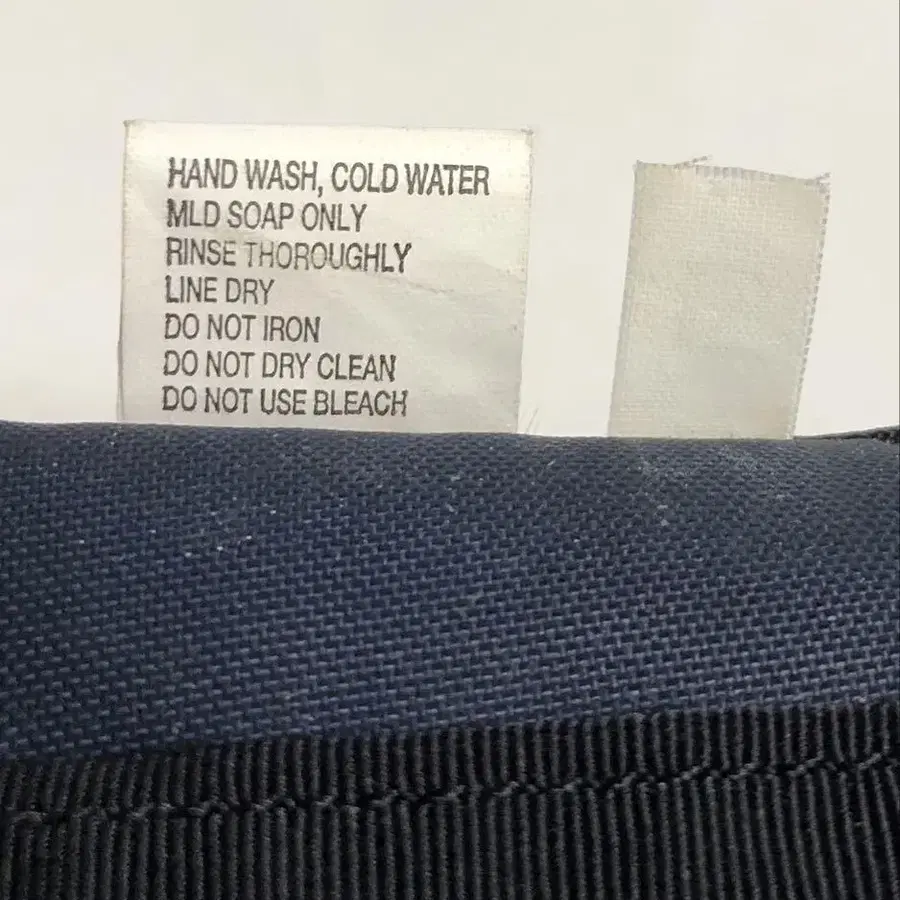 HAND WASH, COLD WATER
MLD SOAP ONLY
RINSE THOROUGHLY
LINE DRY
DO NOT IRON
DO NOT DRY CLEAN
DO NOT USE BLEACH